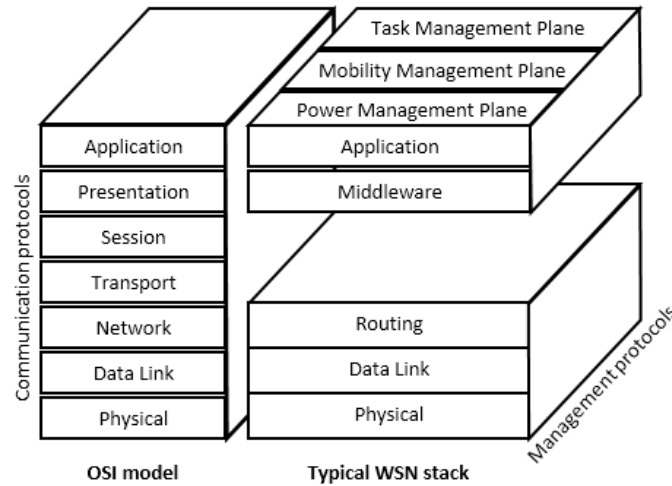 Task Management Plane
Mobility Management Plane
Power Management Plane
Communication protocols
Application
Presentation
Session
Transport
Network
Data Link
Physical
Application
Middleware
Routing
Data Link
Physical
Management protocols
OSI model
Typical WSN stack